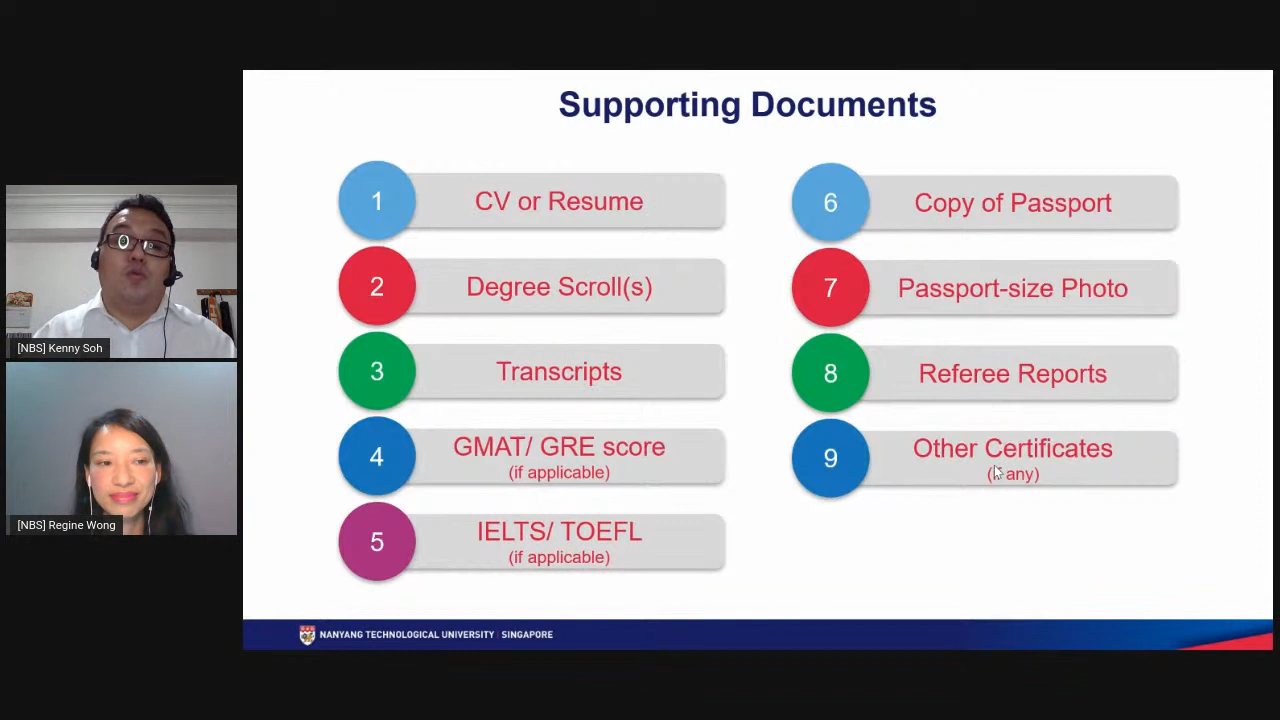 Supporting Documents
1 CV or Resume
2 Degree Scroll(s)
3 Transcripts
4 GMAT/ GRE score
(if applicable)
5 IELTS/ TOEFL
(if applicable)
6 Copy of Passport
7 Passport-size Photo
8 Referee Reports
9 Other Certificates
(if any)
[NBS] Kenny Soh
[NBS] Regine Wong
NANYANG TECHNOLOGICAL UNIVERSITY | SINGAPORE